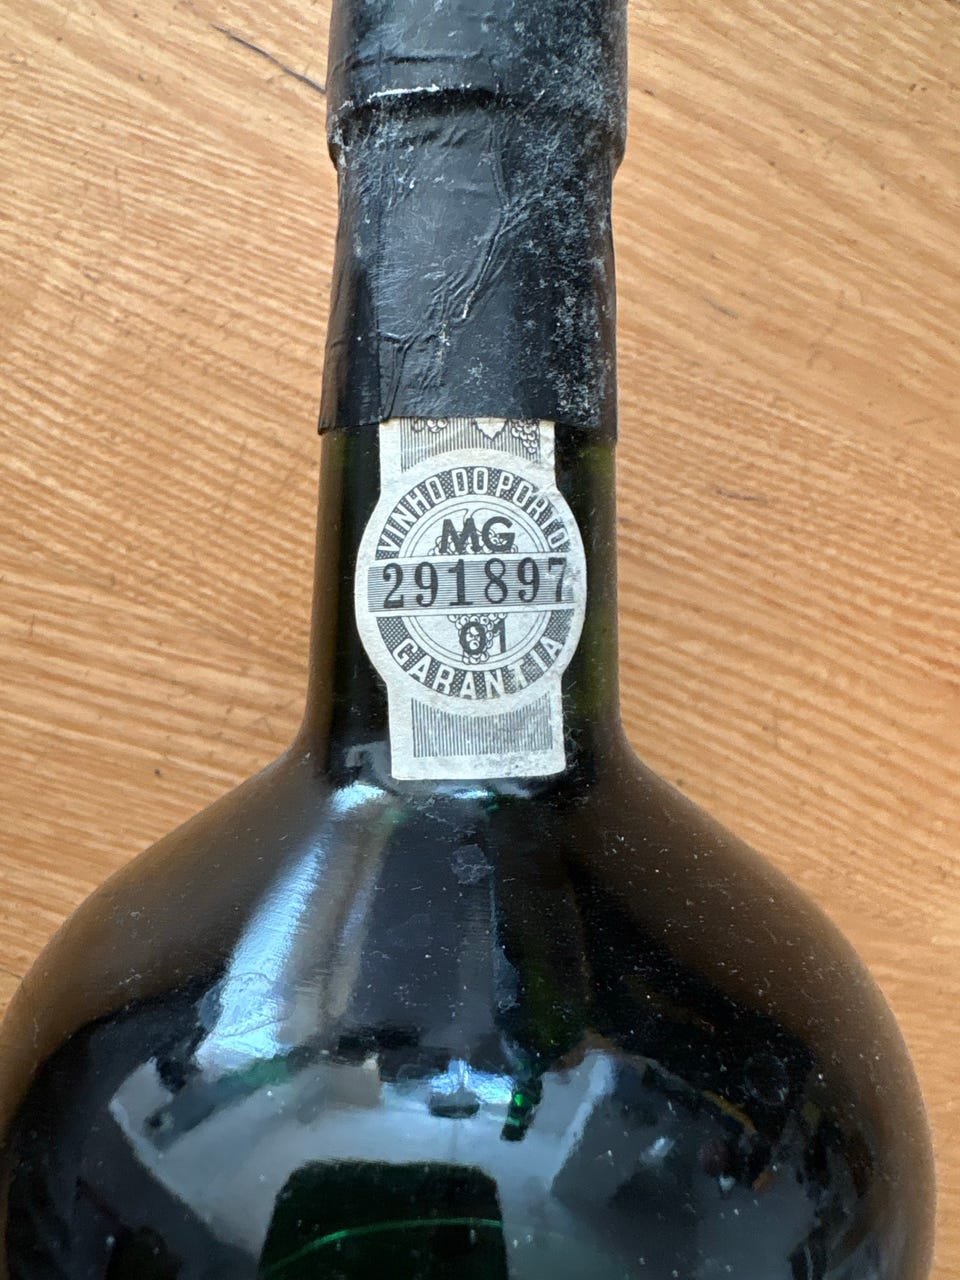 VINHO DO PORTO
MG
291897
01
GARANTIA